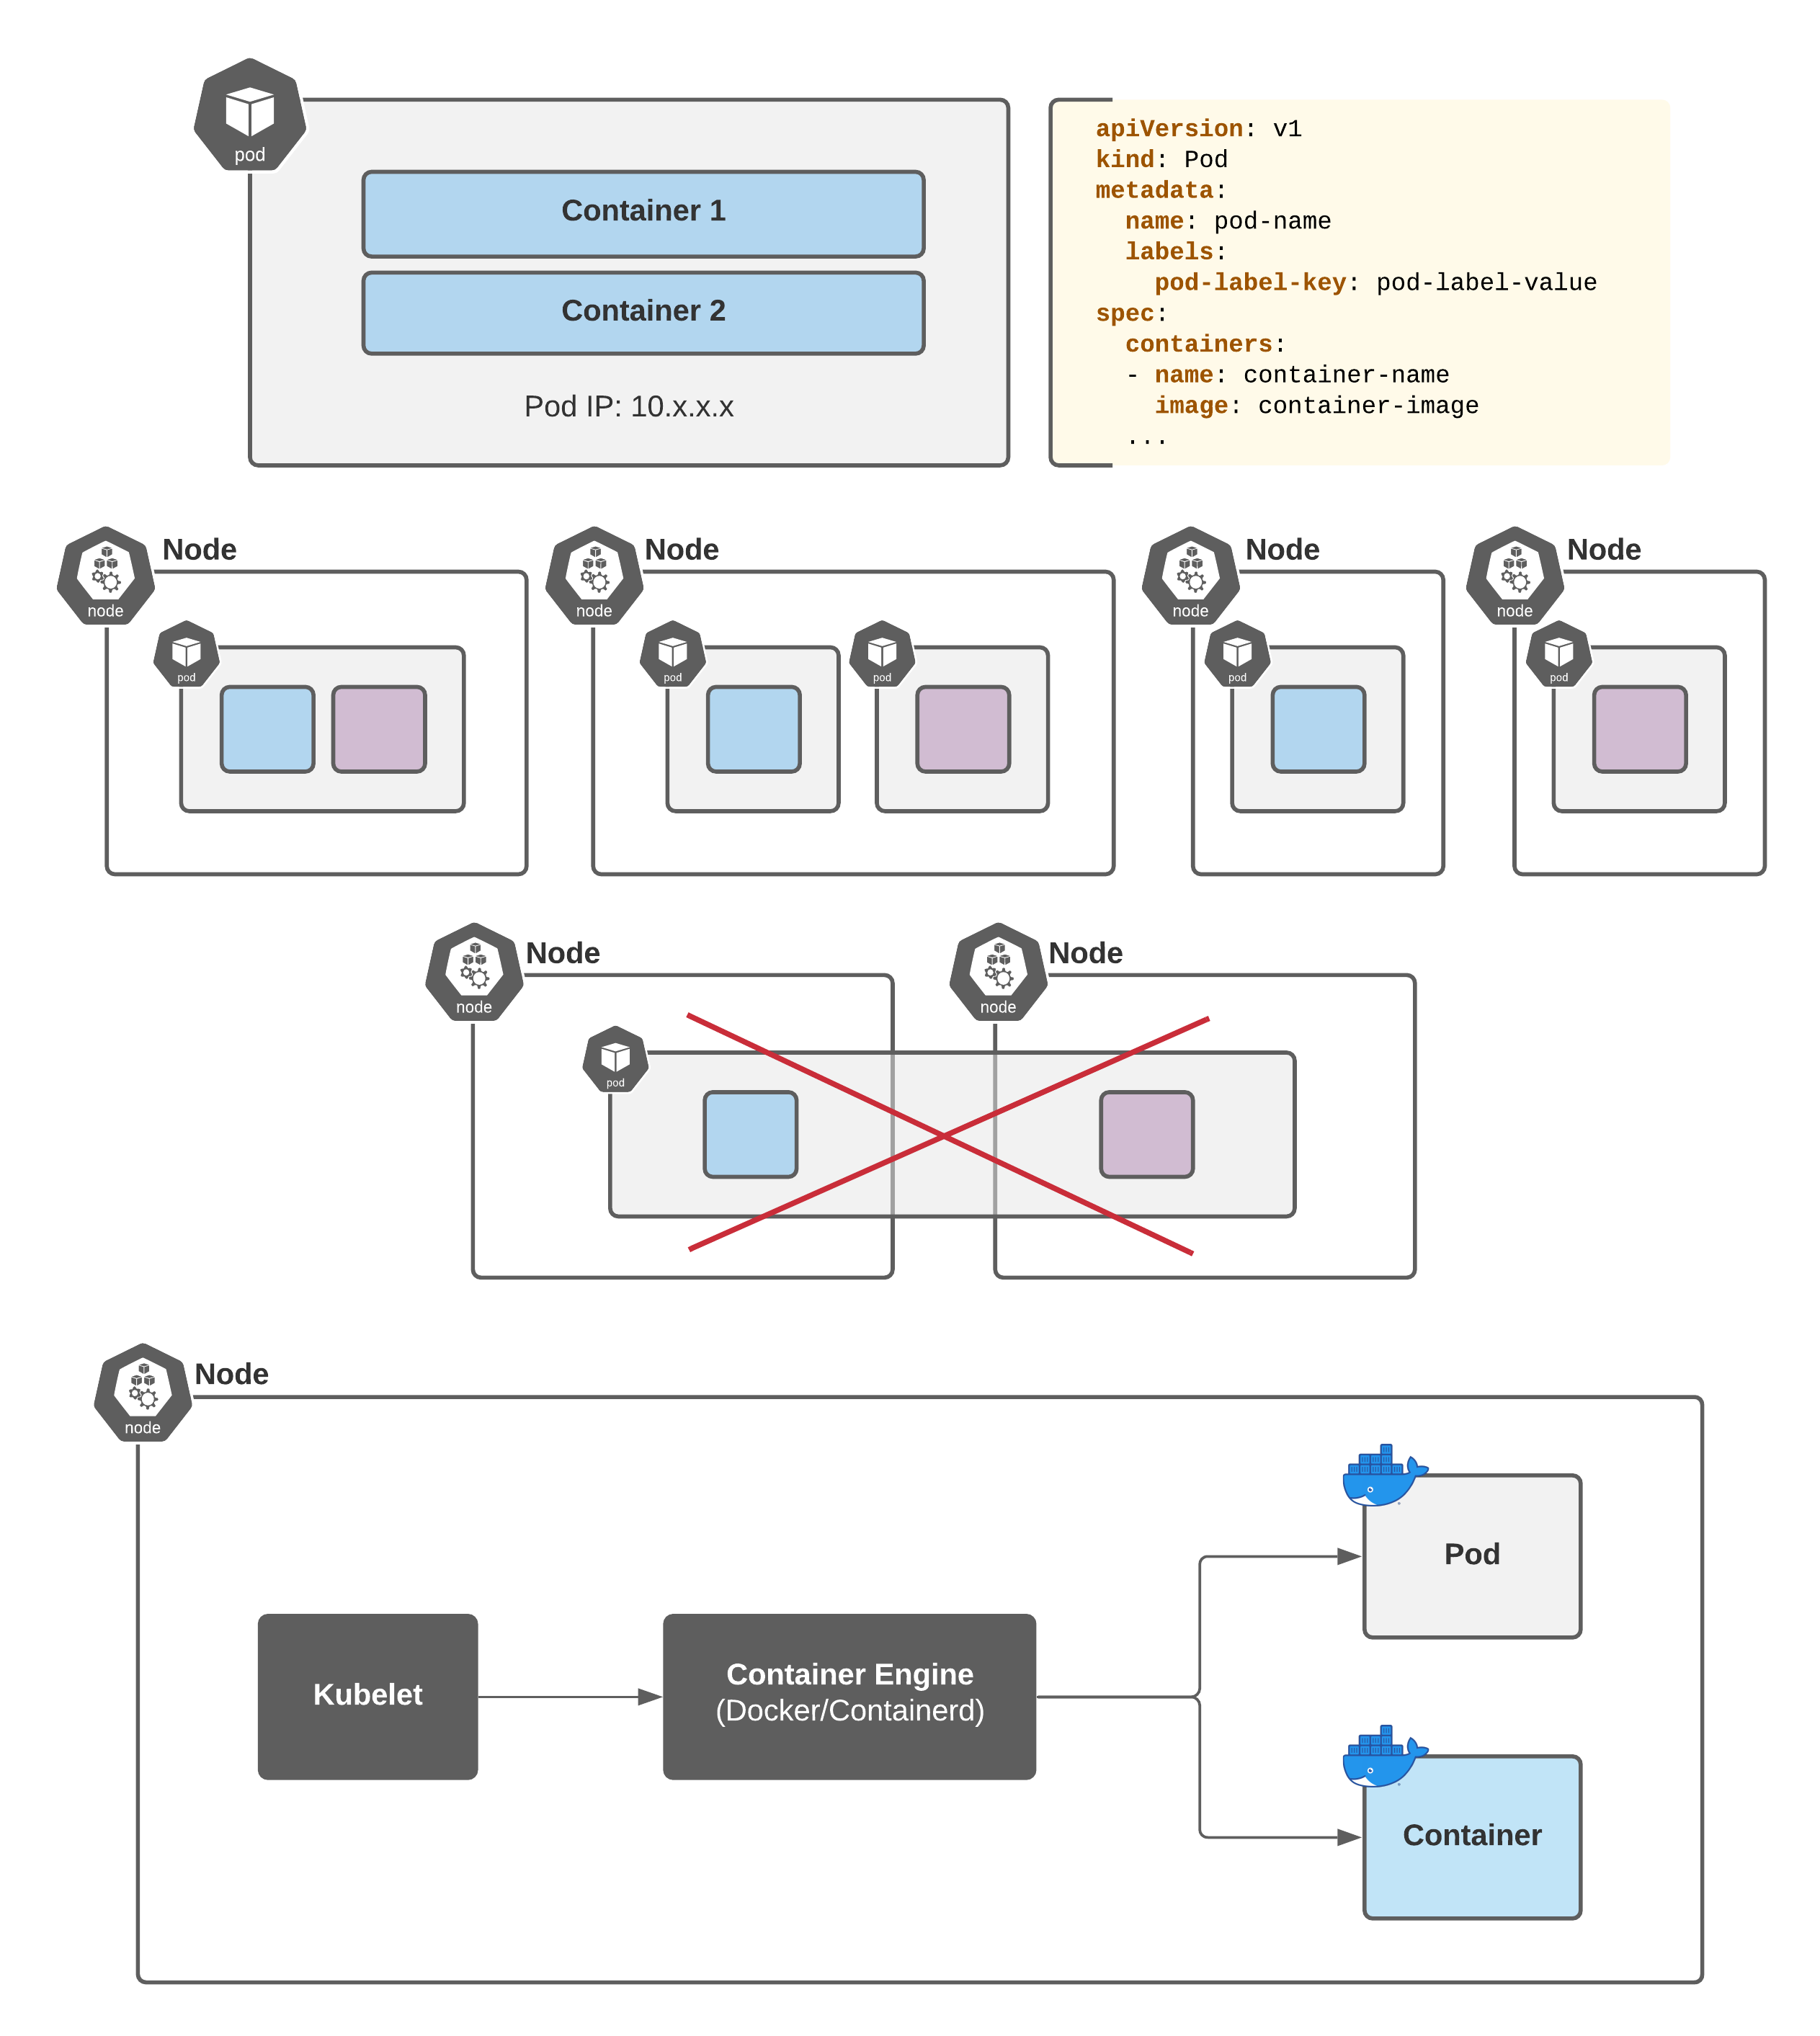 pod
Container 1
Container 2
Pod IP: 10.x.x.x
apiVersion: v1
kind: Pod
metadata:
  name: pod-name
  labels:
    pod-label-key: pod-label-value
spec:
  containers:
  - name: container-name
    image: container-image
  ...
Node
node
pod
Node
node
pod
pod
Node
node
pod
Node
node
pod
Node
node
pod
Node
node
Node
node
Kubelet
Container Engine
(Docker/Containerd)
Pod
Container